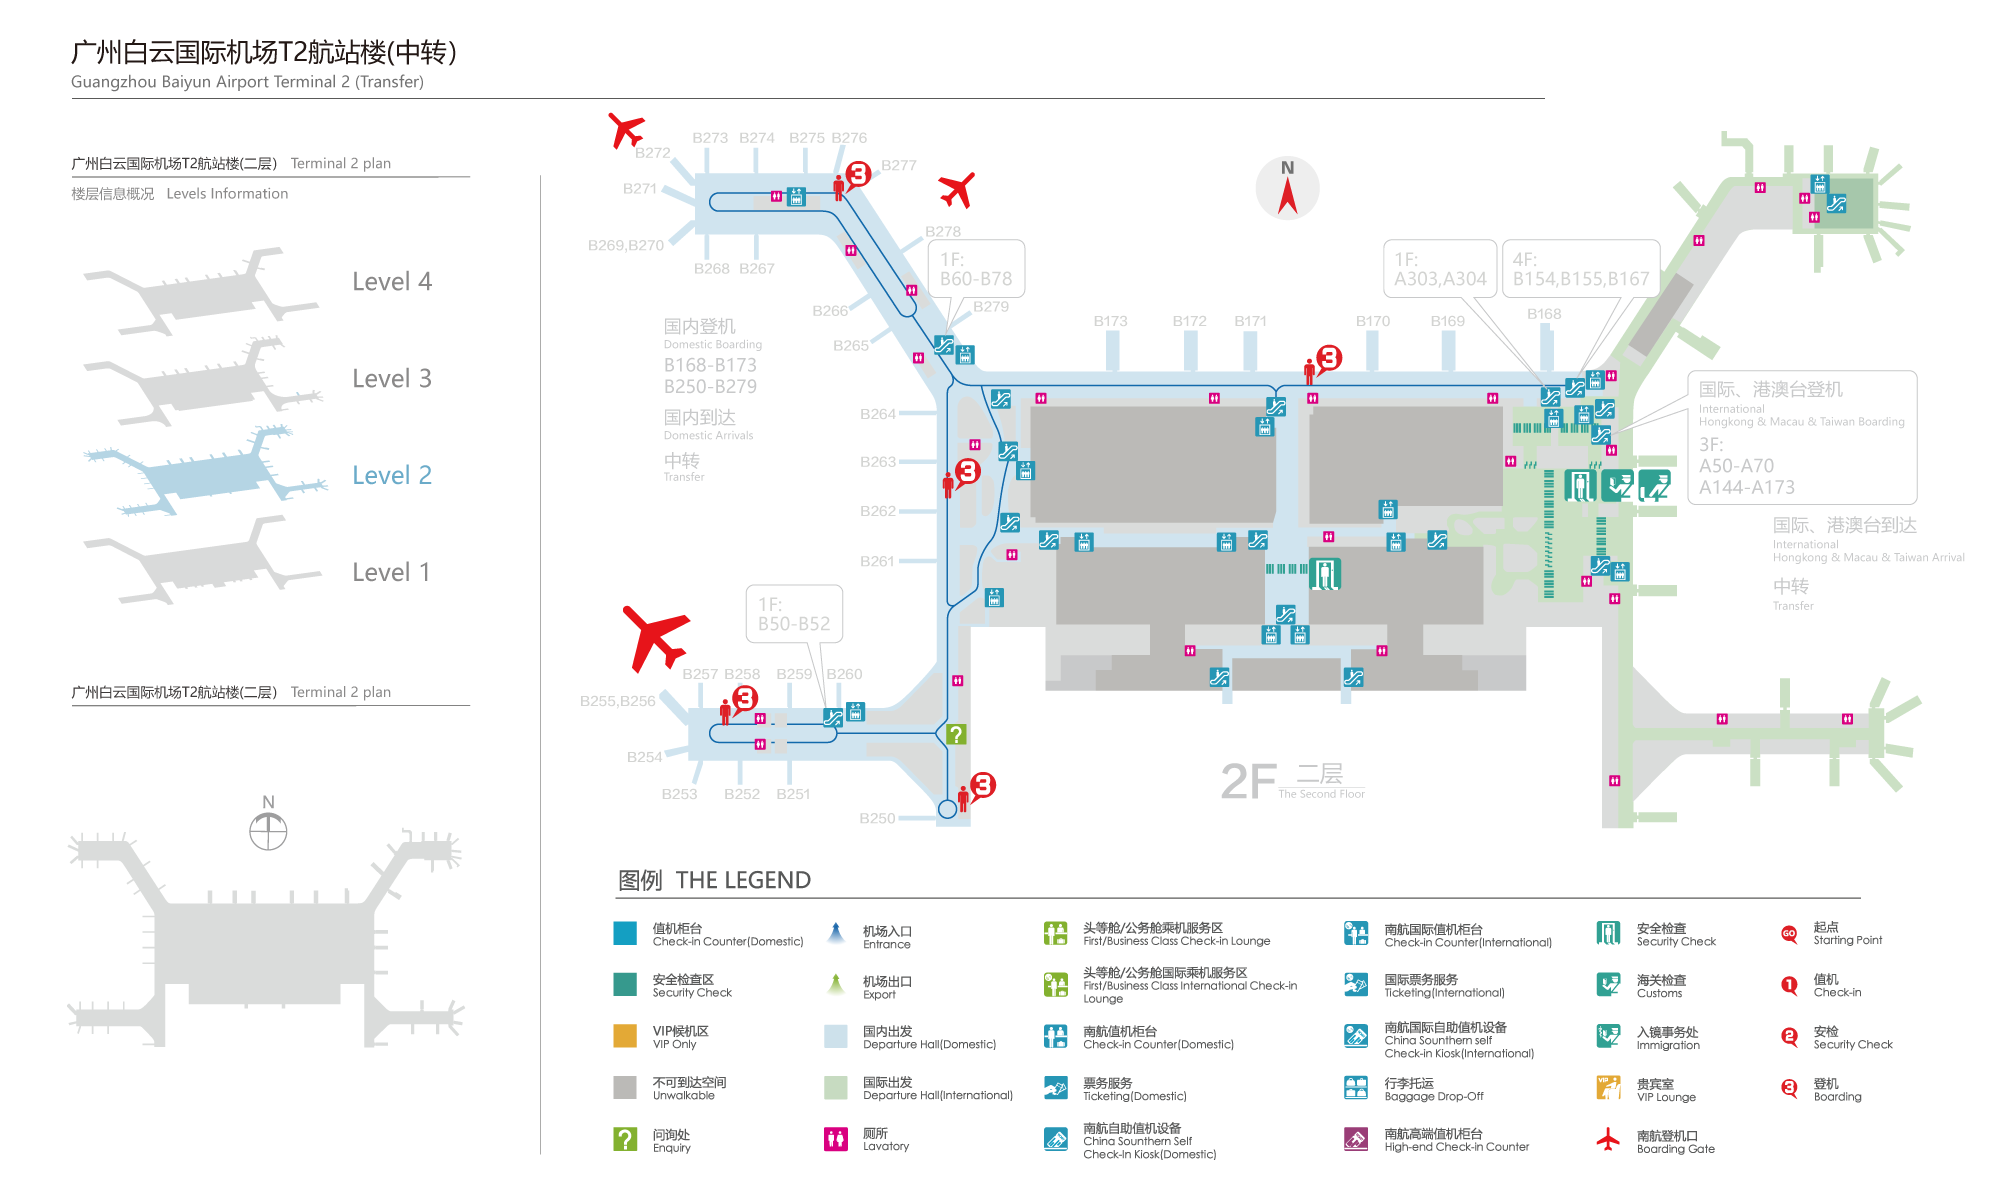 广州白云国际机场T2航站楼(中转)
Guangzhou Baiyun Airport Terminal 2 (Transfer)
广州白云国际机场T2航站楼(二层) Terminal 2 plan
楼层信息概况 Levels Information
Level 4
Level 3
Level 2
Level 1
广州白云国际机场T2航站楼(二层) Terminal 2 plan
N
B273 B274 B275 B276
B272
B277
B271
B269,B270
B268 B267
B278
B266
B279
B265
1F:
B60-B78
N
1F:
A303,A304
4F:
B154,B155,B167
B173 B172 B171 B170 B169 B168
国内登机
Domestic Boarding
B168-B173
B250-B279
国内到达
Domestic Arrivals
中转
Transfer
B264
B263
B262
B261
国际、港澳台登机
International
Hongkong & Macau & Taiwan Boarding
3F:
A50-A70
A144-A173
国际、港澳台到达
International
Hongkong & Macau & Taiwan Arrival
中转
Transfer
1F:
B50-B52
B257 B258 B259 B260
B255,B256
B254
B253 B252 B251
B250
3
3
3
3
3
?
2F 二层
The Second Floor
图例 THE LEGEND
值机柜台
Check-in Counter(Domestic)
安全检查区
Security Check
VIP候机区
VIP Only
不可到达空间
Unwalkable
?
问询处
Enquiry
机场入口
Entrance
机场出口
Export
国内出发
Departure Hall(Domestic)
国际出发
Departure Hall(International)
厕所
Lavatory
头等舱/公务舱乘机服务区
First/Business Class Check-in Lounge
头等舱/公务舱国际乘机服务区
First/Business Class International Check-in
Lounge
南航值机柜台
Check-in Counter(Domestic)
票务服务
Ticketing(Domestic)
南航自助值机设备
China Sounthern Self
Check-In Kiosk(Domestic)
南航国际值机柜台
Check-in Counter(International)
国际票务服务
Ticketing(International)
南航国际自助值机设备
China Sounthern self
Check-in Kiosk(International)
行李托运
Baggage Drop-Off
南航高端值机柜台
High-end Check-in Counter
安全检查
Security Check
海关检查
Customs
入镜事务处
Immigration
VIP
贵宾室
VIP Lounge
南航登机口
Boarding Gate
GO
起点
Starting Point
1
值机
Check-in
2
安检
Security Check
3
登机
Boarding